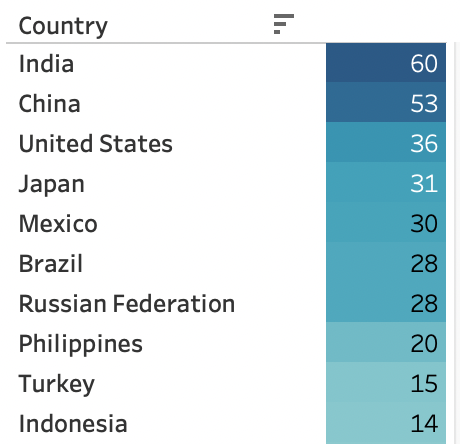 Country
India 60
China 53
United States 36
Japan 31
Mexico 30
Brazil 28
Russian Federation 28
Philippines 20
Turkey 15
Indonesia 14